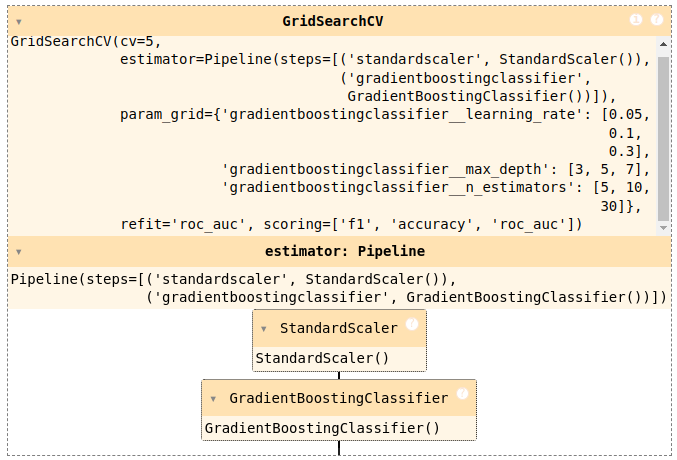 GridSearchCV
GridSearchCV(cv=5,
estimator=Pipeline(steps=[('standardscaler', StandardScaler()),
('gradientboostingclassifier',
GradientBoostingClassifier())]),
param_grid={'gradientboostingclassifier__learning_rate': [0.05,
0.1,
0.3],
'gradientboostingclassifier__max_depth': [3, 5, 7],
'gradientboostingclassifier__n_estimators': [5, 10,
30]},
refit='roc_auc', scoring=['f1', 'accuracy', 'roc_auc'])
estimator: Pipeline
Pipeline(steps=[('standardscaler', StandardScaler()),
('gradientboostingclassifier', GradientBoostingClassifier())])
StandardScaler ?
StandardScaler()
GradientBoostingClassifier ?
GradientBoostingClassifier()